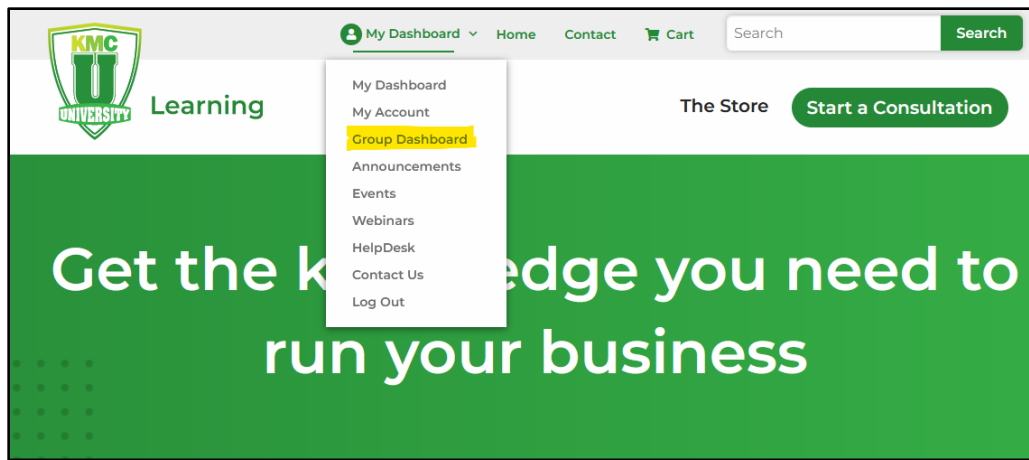 My Dashboard Home Contact Cart Search Search
KMC
U
UNIVERSITY
Learning
The Store Start a Consultation
My Dashboard
My Account
Group Dashboard
Announcements
Events
Webinars
HelpDesk
Contact Us
Log Out
Get the you need to
run your business